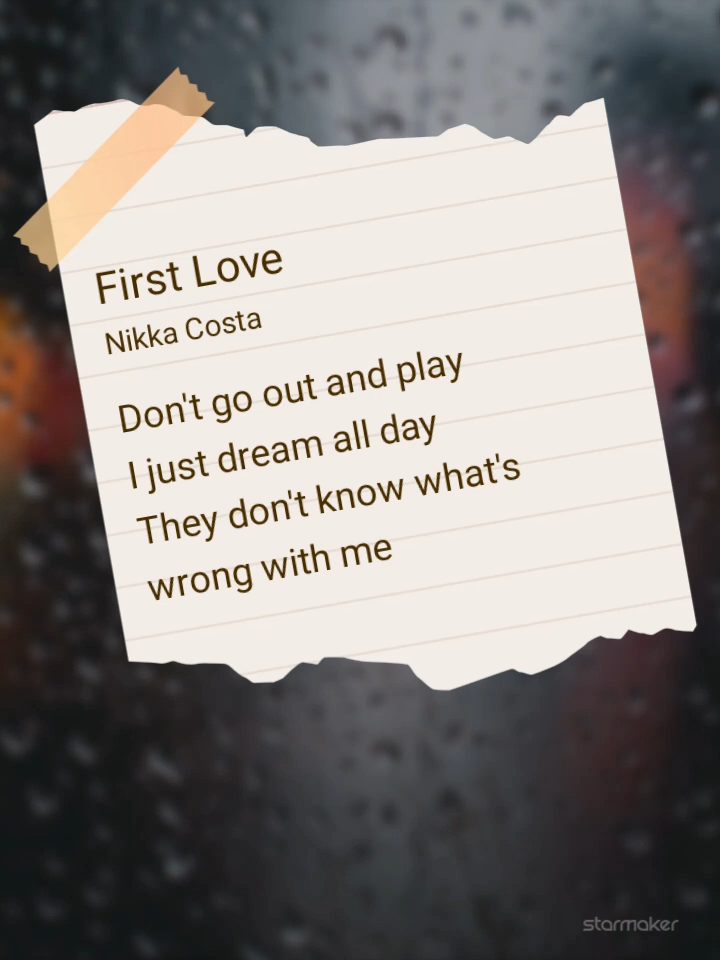 First Love
Nikka Costa
Don't go out and play
I just dream all day
They don't know what's
wrong with me
starmaker